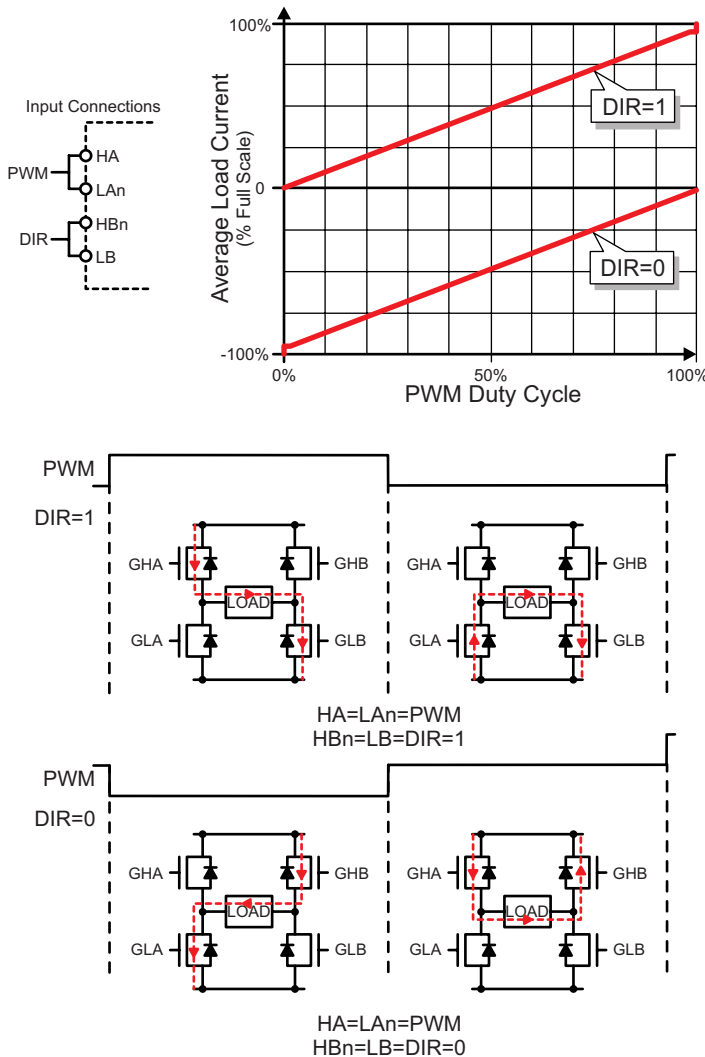 100%
0
-100%
Average Load Current
(% Full Scale)
DIR=1
DIR=0
0%
50%
100%
PWM Duty Cycle
Input Connections
PWM
HA
LAn
DIR
HBn
LB
PWM
DIR=1
GHA
GHB
LOAD
GLA
GLB
GHA
GHB
LOAD
GLA
GLB
HA=LAn=PWM
HBn=LB=DIR=1
PWM
DIR=0
GHA
GHB
LOAD
GLA
GLB
GHA
GHB
LOAD
GLA
GLB
HA=LAn=PWM
HBn=LB=DIR=0